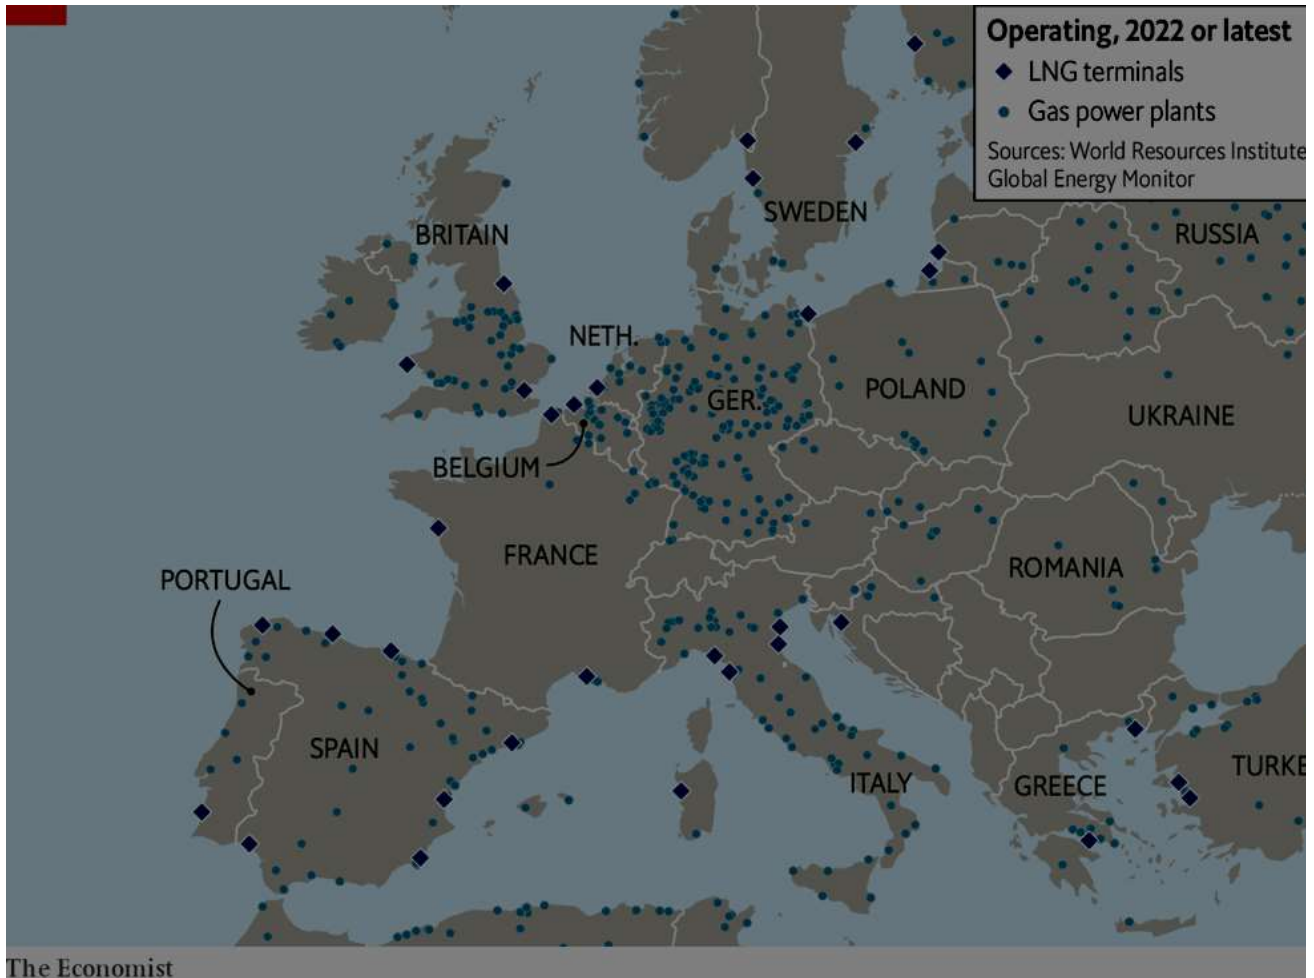 Operating, 2022 or latest
LNG terminals
Gas power plants
Sources: World Resources Institute
Global Energy Monitor
SWEDEN
BRITAIN
RUSSIA
NETH.
GER.
POLAND
UKRAINE
BELGIUM
FRANCE
ROMANIA
PORTUGAL
SPAIN
ITALY
GREECE
TURKE
The Economist